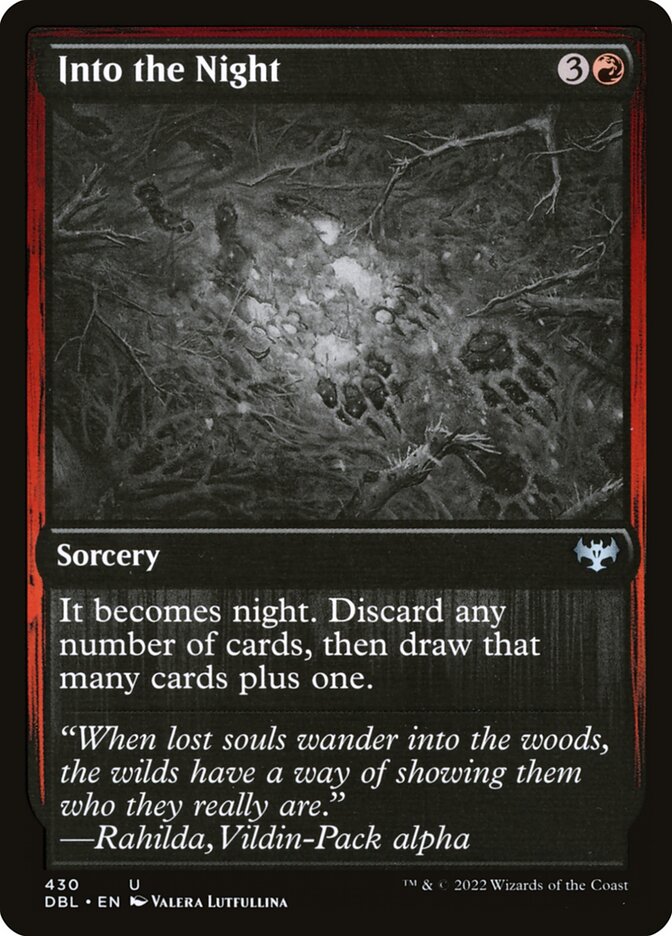 Into the Night 3
Sorcery
It becomes night. Discard any
number of cards, then draw that
many cards plus one.
“When lost souls wander into the woods,
the wilds have a way of showing them
who they really are.”
—Rahilda, Vildin-Pack alpha
430 U ™ & © 2022 Wizards of the Coast
DBL • EN Valera Lutfullina